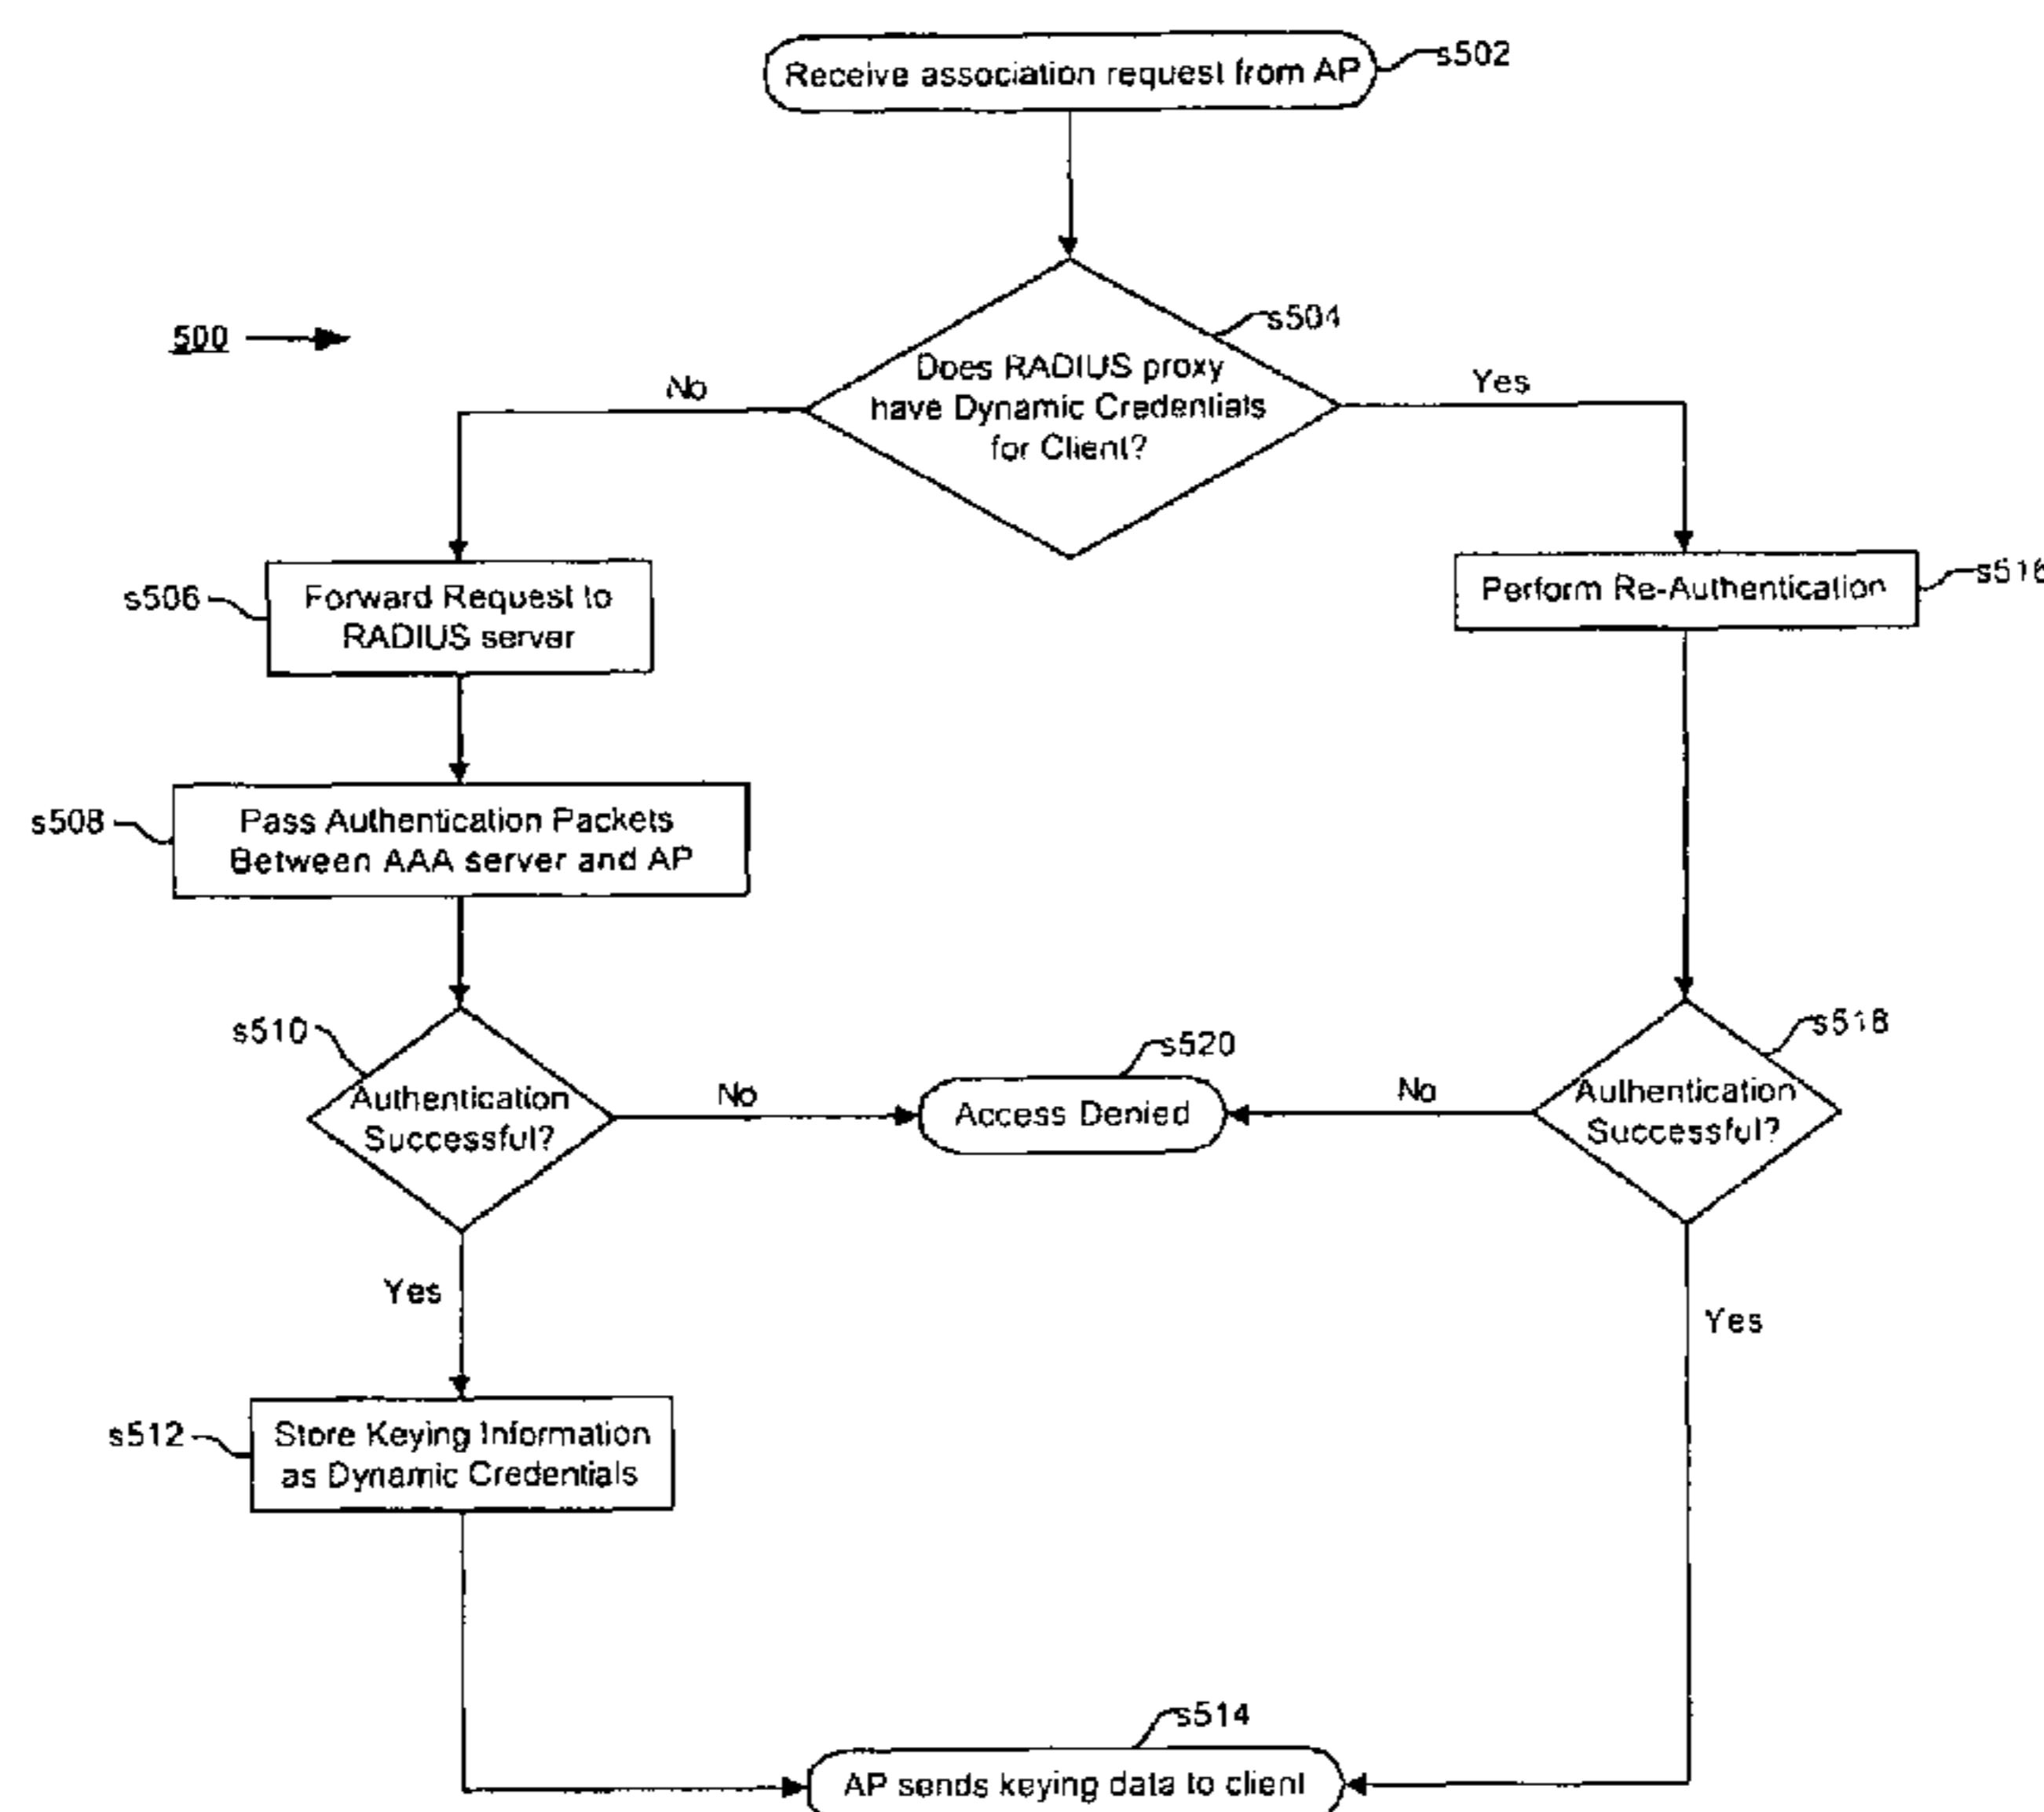 Receive association request from AP
s502
500
s504
Does RADIUS proxy
have Dynamic Credentials
for Client?
No
Yes
s506
Forward Request to
RADIUS server
Perform Re-Authentication
s516
s508
Pass Authentication Packets
Between AAA server and AP
s510
Authentication
Successful?
No
s520
Access Denied
No
s518
Authentication
Successful?
Yes
Yes
s512
Store Keying Information
as Dynamic Credentials
s514
AP sends keying data to client